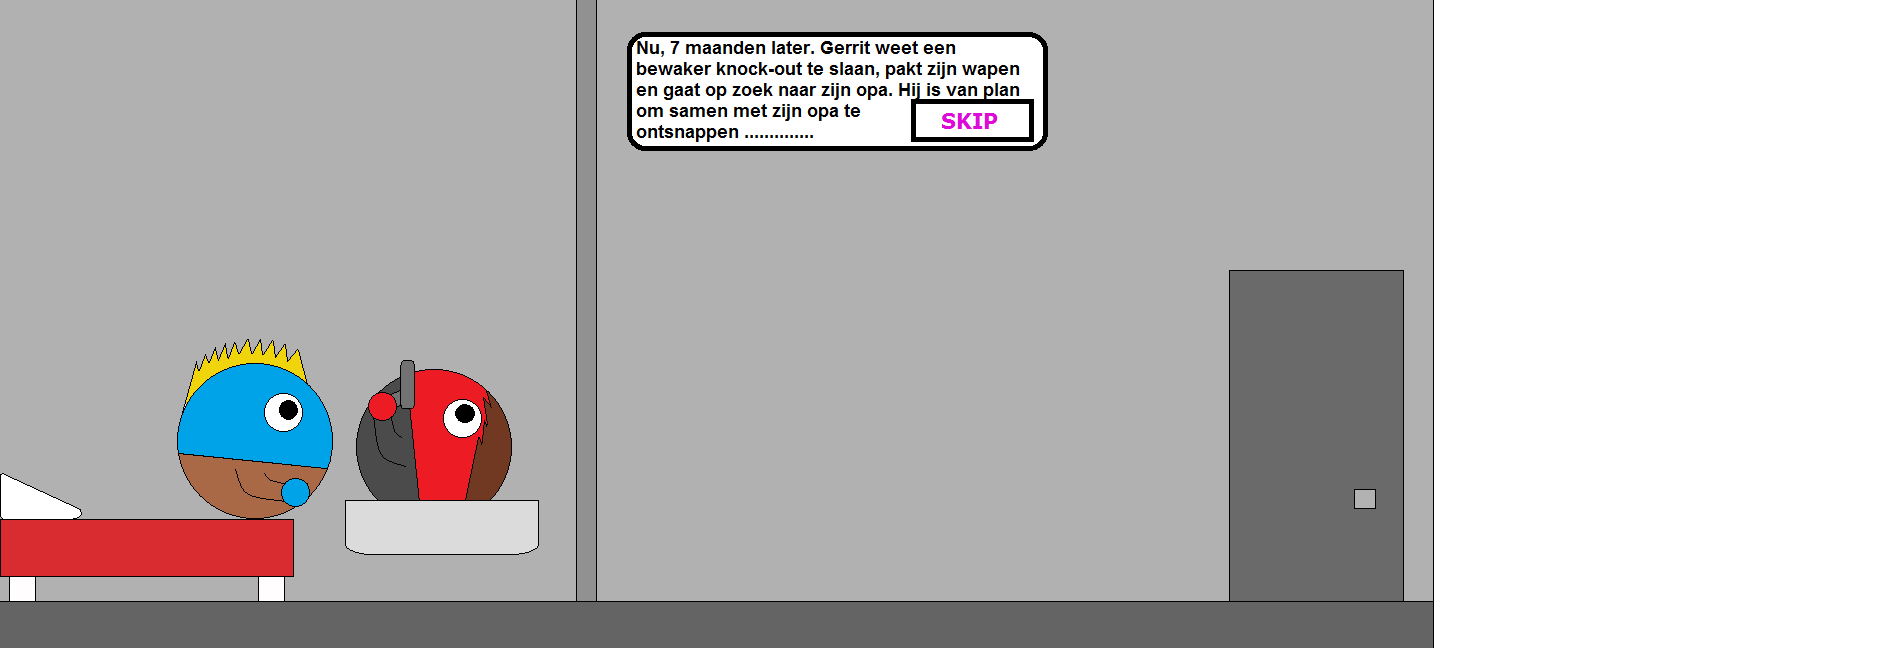 Nu, 7 maanden later. Gerrit weet een
bewaker knock-out te slaan, pakt zijn wapen
en gaat op zoek naar zijn opa. Hij is van plan
om samen met zijn opa te
ontsnappen ..............
SKIP